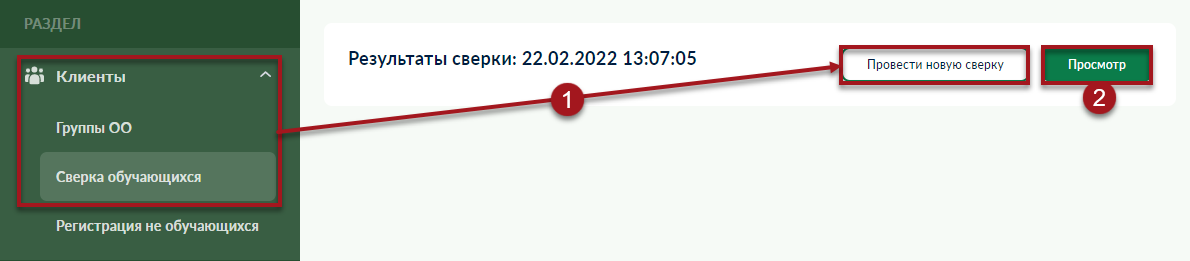 РАЗДЕЛ
Клиенты
Группы ОО
Сверка обучающихся
Регистрация не обучающихся
Результаты сверки: 22.02.2022 13:07:05
Провести новую сверку
Просмотр
1
2